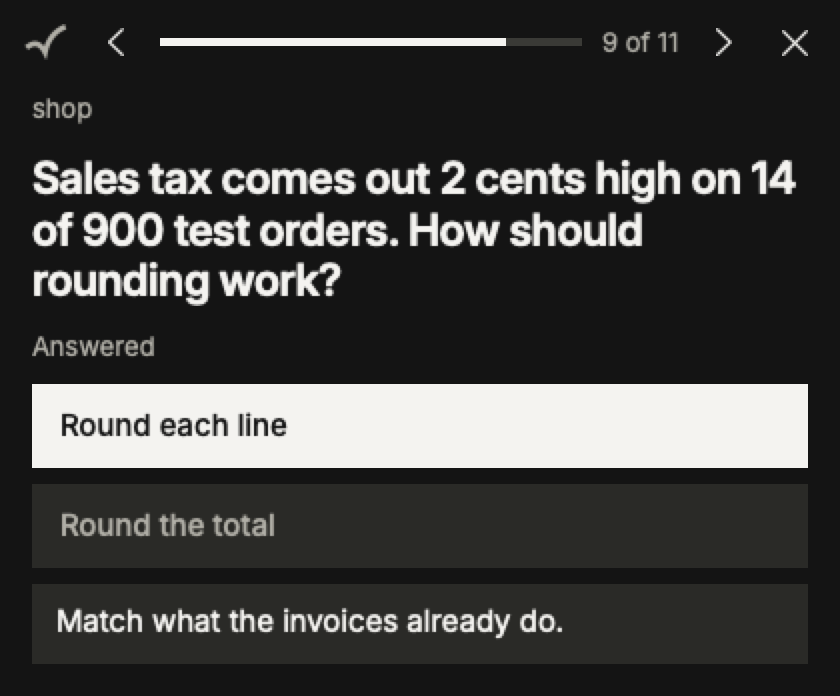 9 of 11
shop
Sales tax comes out 2 cents high on 14
of 900 test orders. How should
rounding work?
Answered
Round each line
Round the total
Match what the invoices already do.